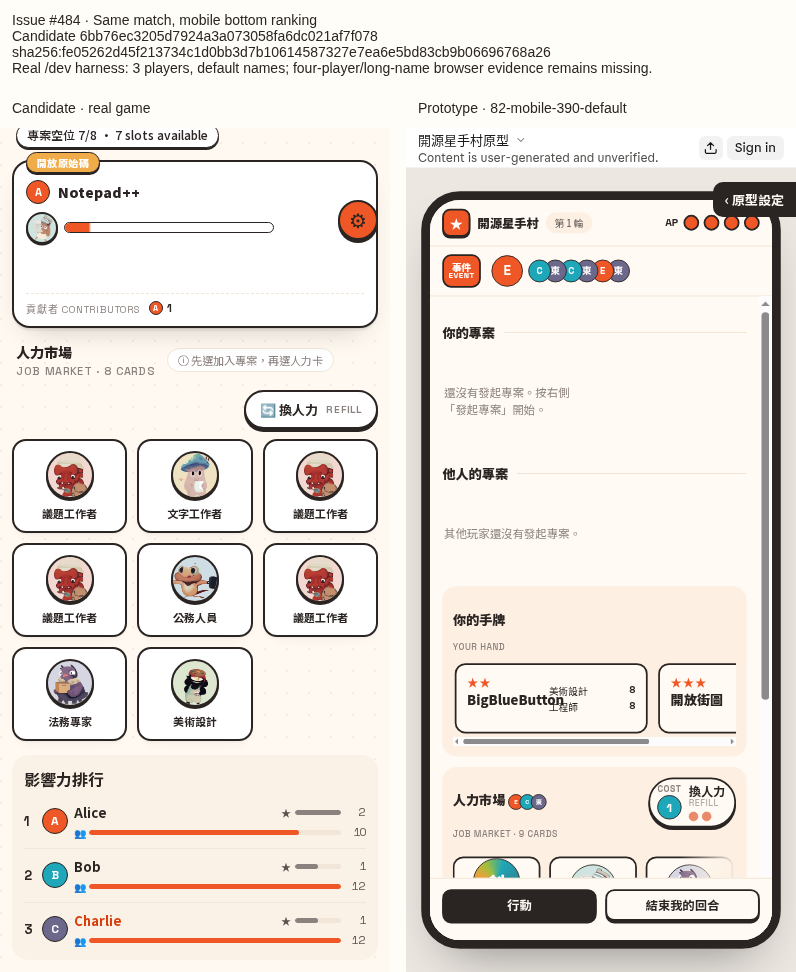 Issue #484 · Same match, mobile bottom ranking
Candidate 6bb76ec3205d7924a3a073058fa6dc021af7f078
sha256:fe05262d45f213734c1d0bb3d7b10614587327e7ea6e5bd83cb9b06696768a26
Real /dev harness: 3 players, default names; four-player/long-name browser evidence remains missing.
Candidate · real game
專案空位 7/8 · 7 slots available
開放原始碼
A Notepad++
貢獻者 CONTRIBUTORS A 1
人力市場
JOB MARKET · 8 CARDS
ⓘ 先選加入專案，再選人力卡
換人力 REFILL
議題工作者 文字工作者 議題工作者
議題工作者 公務人員 議題工作者
法務專家 美術設計
影響力排行
1 A Alice ★ 2
10
2 B Bob ★ 1
12
3 C Charlie ★ 1
12
Prototype · 82-mobile-390-default
開源星手村原型
Content is user-generated and unverified.
Sign in
‹ 原型設定
★ 開源星手村 第 1 輪 AP
事件
EVENT
E C 東 C 東 E 東
你的專案
還沒有發起專案。按右側
「發起專案」開始。
他人的專案
其他玩家還沒有發起專案。
你的手牌
YOUR HAND
★★
BigBlueButton
美術設計 8
工程師 8
★★★
開放街圖
人力市場 E C 東
JOB MARKET · 9 CARDS
COST
1
換人力
REFILL
行動
結束我的回合